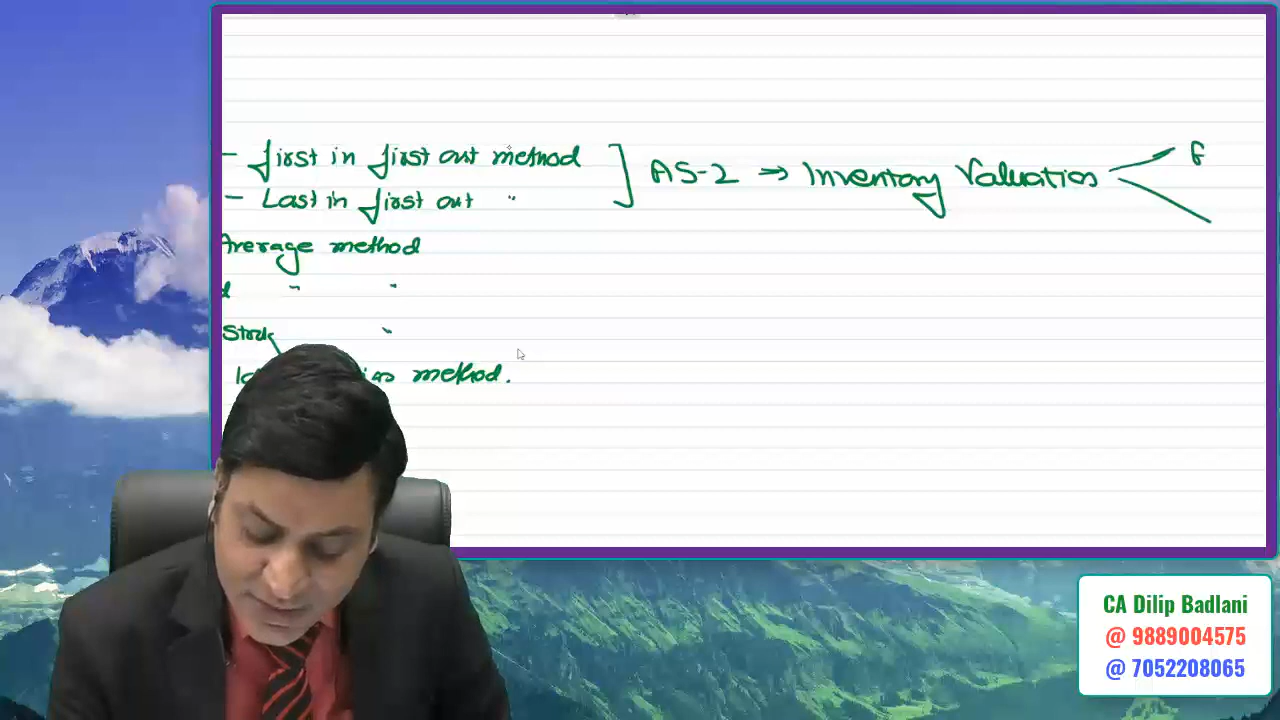 - First in first out method ] AS-2 → Inventory Valuation
- Last in first out "
Average method
" "
Stock "
method.
CA Dilip Badlani
@ 9889004575
@ 7052208065